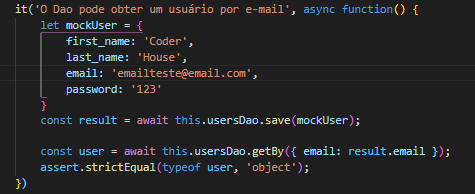 it('O Dao pode obter um usuário por e-mail', async function() {
let mockUser = {
first_name: 'Coder',
last_name: 'House',
email: 'emailteste@email.com',
password: '123'
}
const result = await this.usersDao.save(mockUser);
const user = await this.usersDao.getBy({ email: result.email });
assert.strictEqual(typeof user, 'object');
})